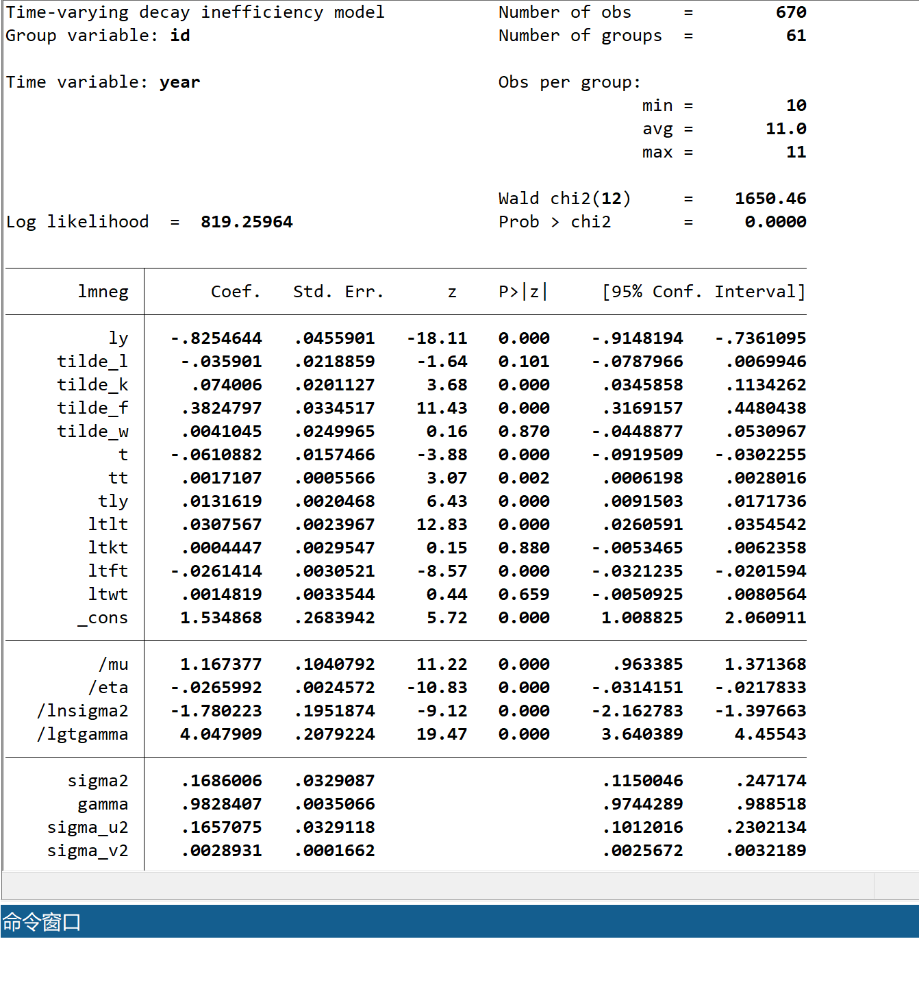 Time-varying decay inefficiency model Number of obs = 670
Group variable: id Number of groups = 61
Time variable: year Obs per group:
min = 10
avg = 11.0
max = 11
Wald chi2(12) = 1650.46
Log likelihood = 819.25964 Prob > chi2 = 0.0000
lmneg Coef. Std. Err. z P>|z| [95% Conf. Interval]
ly -.8254644 .0455901 -18.11 0.000 -.9148194 -.7361095
tilde_l -.035901 .0218859 -1.64 0.101 -.0787966 .0069946
tilde_k .074006 .0201127 3.68 0.000 .0345858 .1134262
tilde_f .3824797 .0334517 11.43 0.000 .3169157 .4480438
tilde_w .0041045 .0249965 0.16 0.870 -.0448877 .0530967
t -.0610882 .0157466 -3.88 0.000 -.0919509 -.0302255
tt .0017107 .0005566 3.07 0.002 .0006198 .0028016
tly .0131619 .0020468 6.43 0.000 .0091503 .0171736
ltlt .0307567 .0023967 12.83 0.000 .0260591 .0354542
ltkt .0004447 .0029547 0.15 0.880 -.0053465 .0062358
ltft -.0261414 .0030521 -8.57 0.000 -.0321235 -.0201594
ltwt .0014819 .0033544 0.44 0.659 -.0050925 .0080564
_cons 1.534868 .2683942 5.72 0.000 1.008825 2.060911
/mu 1.167377 .1040792 11.22 0.000 .963385 1.371368
/eta -.0265992 .0024572 -10.83 0.000 -.0314151 -.0217833
/lnsigma2 -1.780223 .1951874 -9.12 0.000 -2.162783 -1.397663
/lgtgamma 4.047909 .2079224 19.47 0.000 3.640389 4.45543
sigma2 .1686006 .0329087 .1150046 .247174
gamma .9828407 .0035066 .9744289 .988518
sigma_u2 .1657075 .0329118 .1012016 .2302134
sigma_v2 .0028931 .0001662 .0025672 .0032189
命令窗口